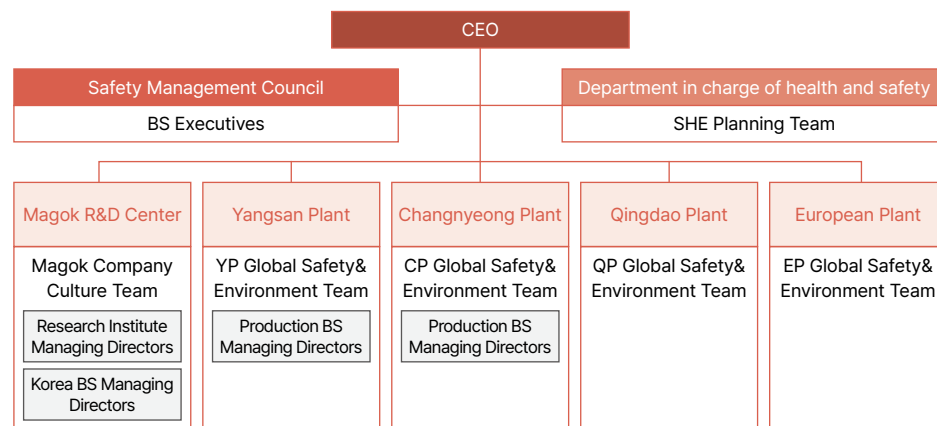 CEO
Safety Management Council
BS Executives
Department in charge of health and safety
SHE Planning Team
Magok R&D Center
Magok Company
Culture Team
Research Institute
Managing Directors
Korea BS Managing
Directors
Yangsan Plant
YP Global Safety&
Environment Team
Production BS
Managing Directors
Changnyeong Plant
CP Global Safety&
Environment Team
Production BS
Managing Directors
Qingdao Plant
QP Global Safety&
Environment Team
European Plant
EP Global Safety&
Environment Team